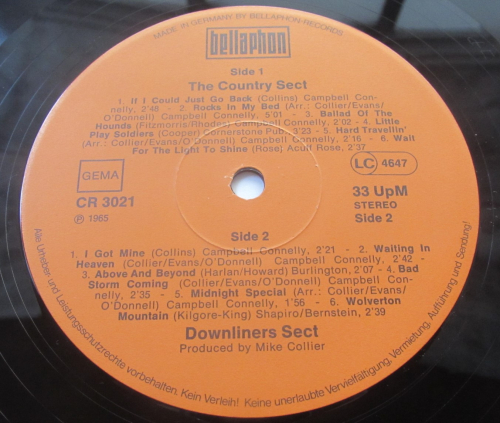 MADE IN GERMANY BY BELLAPHON-RECORDS
bellaphon
Side 1
The Country Sect
1. If I Could Just Go Back (Collins) Campbell Con-
nelly, 2'48 - 2. Rocks In My Bed (Arr.: Collier/Evans/
O'Donnell) Campbell Connelly, 5'01 - 3. Ballad Of The
Hounds (Fitzmorris-Rhodes) Campbell Connelly, 2'02 - 4. Little
Play Soldiers (Cooper) Cornerstone Pub., 3'23 - 5. Hard Travellin'
(Arr.: Collier/Evans/O'Donnell) Campbell Connelly, 2'16 - 6. Wait
For The Light To Shine (Rose) Acuff Rose, 2'37
GEMA
CR 3021
Ⓟ 1965
LC 4647
33 UpM
STEREO
Side 2
Side 2
1. I Got Mine (Collins) Campbell Connelly, 2'21 - 2. Waiting In
Heaven (Collier/Evans/O'Donnell) Campbell Connelly, 2'42 -
3. Above And Beyond (Harlan/Howard) Burlington, 2'07 - 4. Bad
Storm Coming (Collier/Evans/O'Donnell) Campbell Con-
nelly, 2'35 - 5. Midnight Special (Arr.: Collier/Evans/
O'Donnell) Campbell Connelly, 1'56 - 6. Wolverton
Mountain (Kilgore-King) Shapiro/Bernstein, 2'39
Downliners Sect
Produced by Mike Collier
Alle Urheber und Leistungsschutzrechte vorbehalten. Kein Verleih! Keine unerlaubte Vervielfältigung, Vermietung, Aufführung und Sendung!